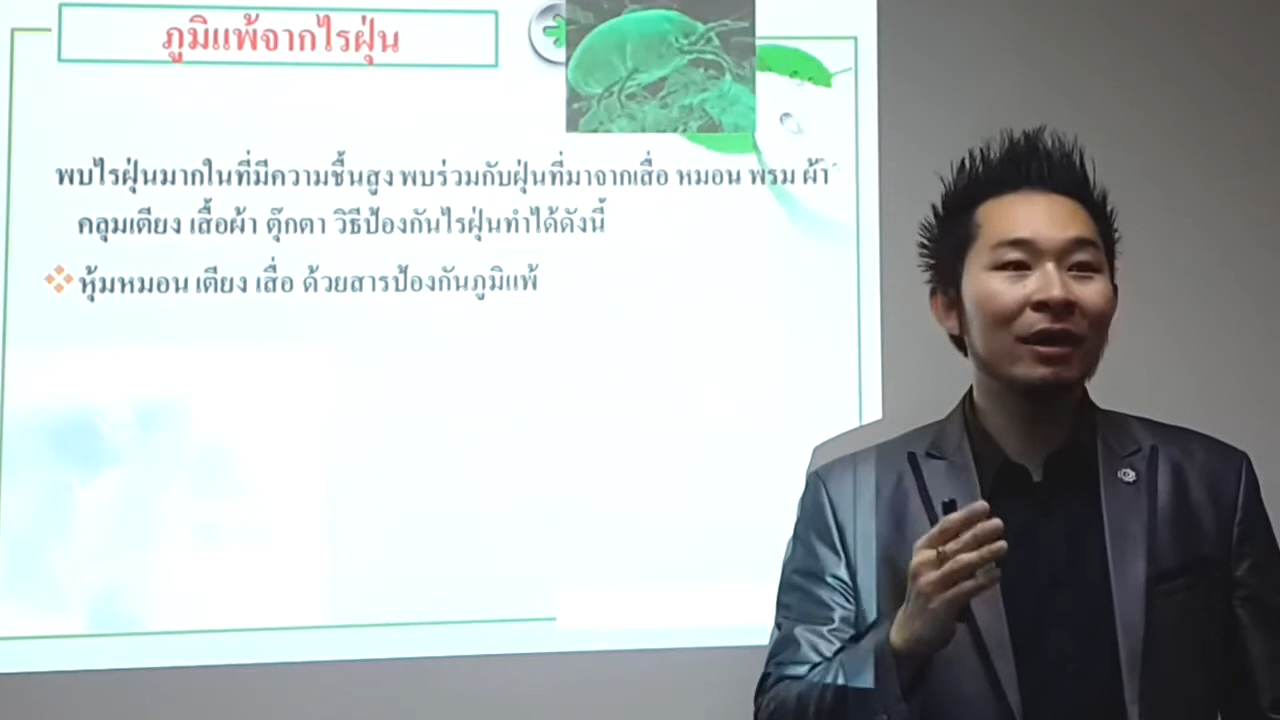 ภูมิแพ้จากไรฝุ่น
พบไรฝุ่นมากในที่มีความชื้นสูง พบร่วมกับฝุ่นที่มาจากเสื่อ หมอน พรม ผ้า
คลุมเตียง เสื้อผ้า ตุ๊กตา วิธีป้องกันไรฝุ่นทำได้ดังนี้
หุ้มหมอน เตียง เสื่อ ด้วยสารป้องกันภูมิแพ้